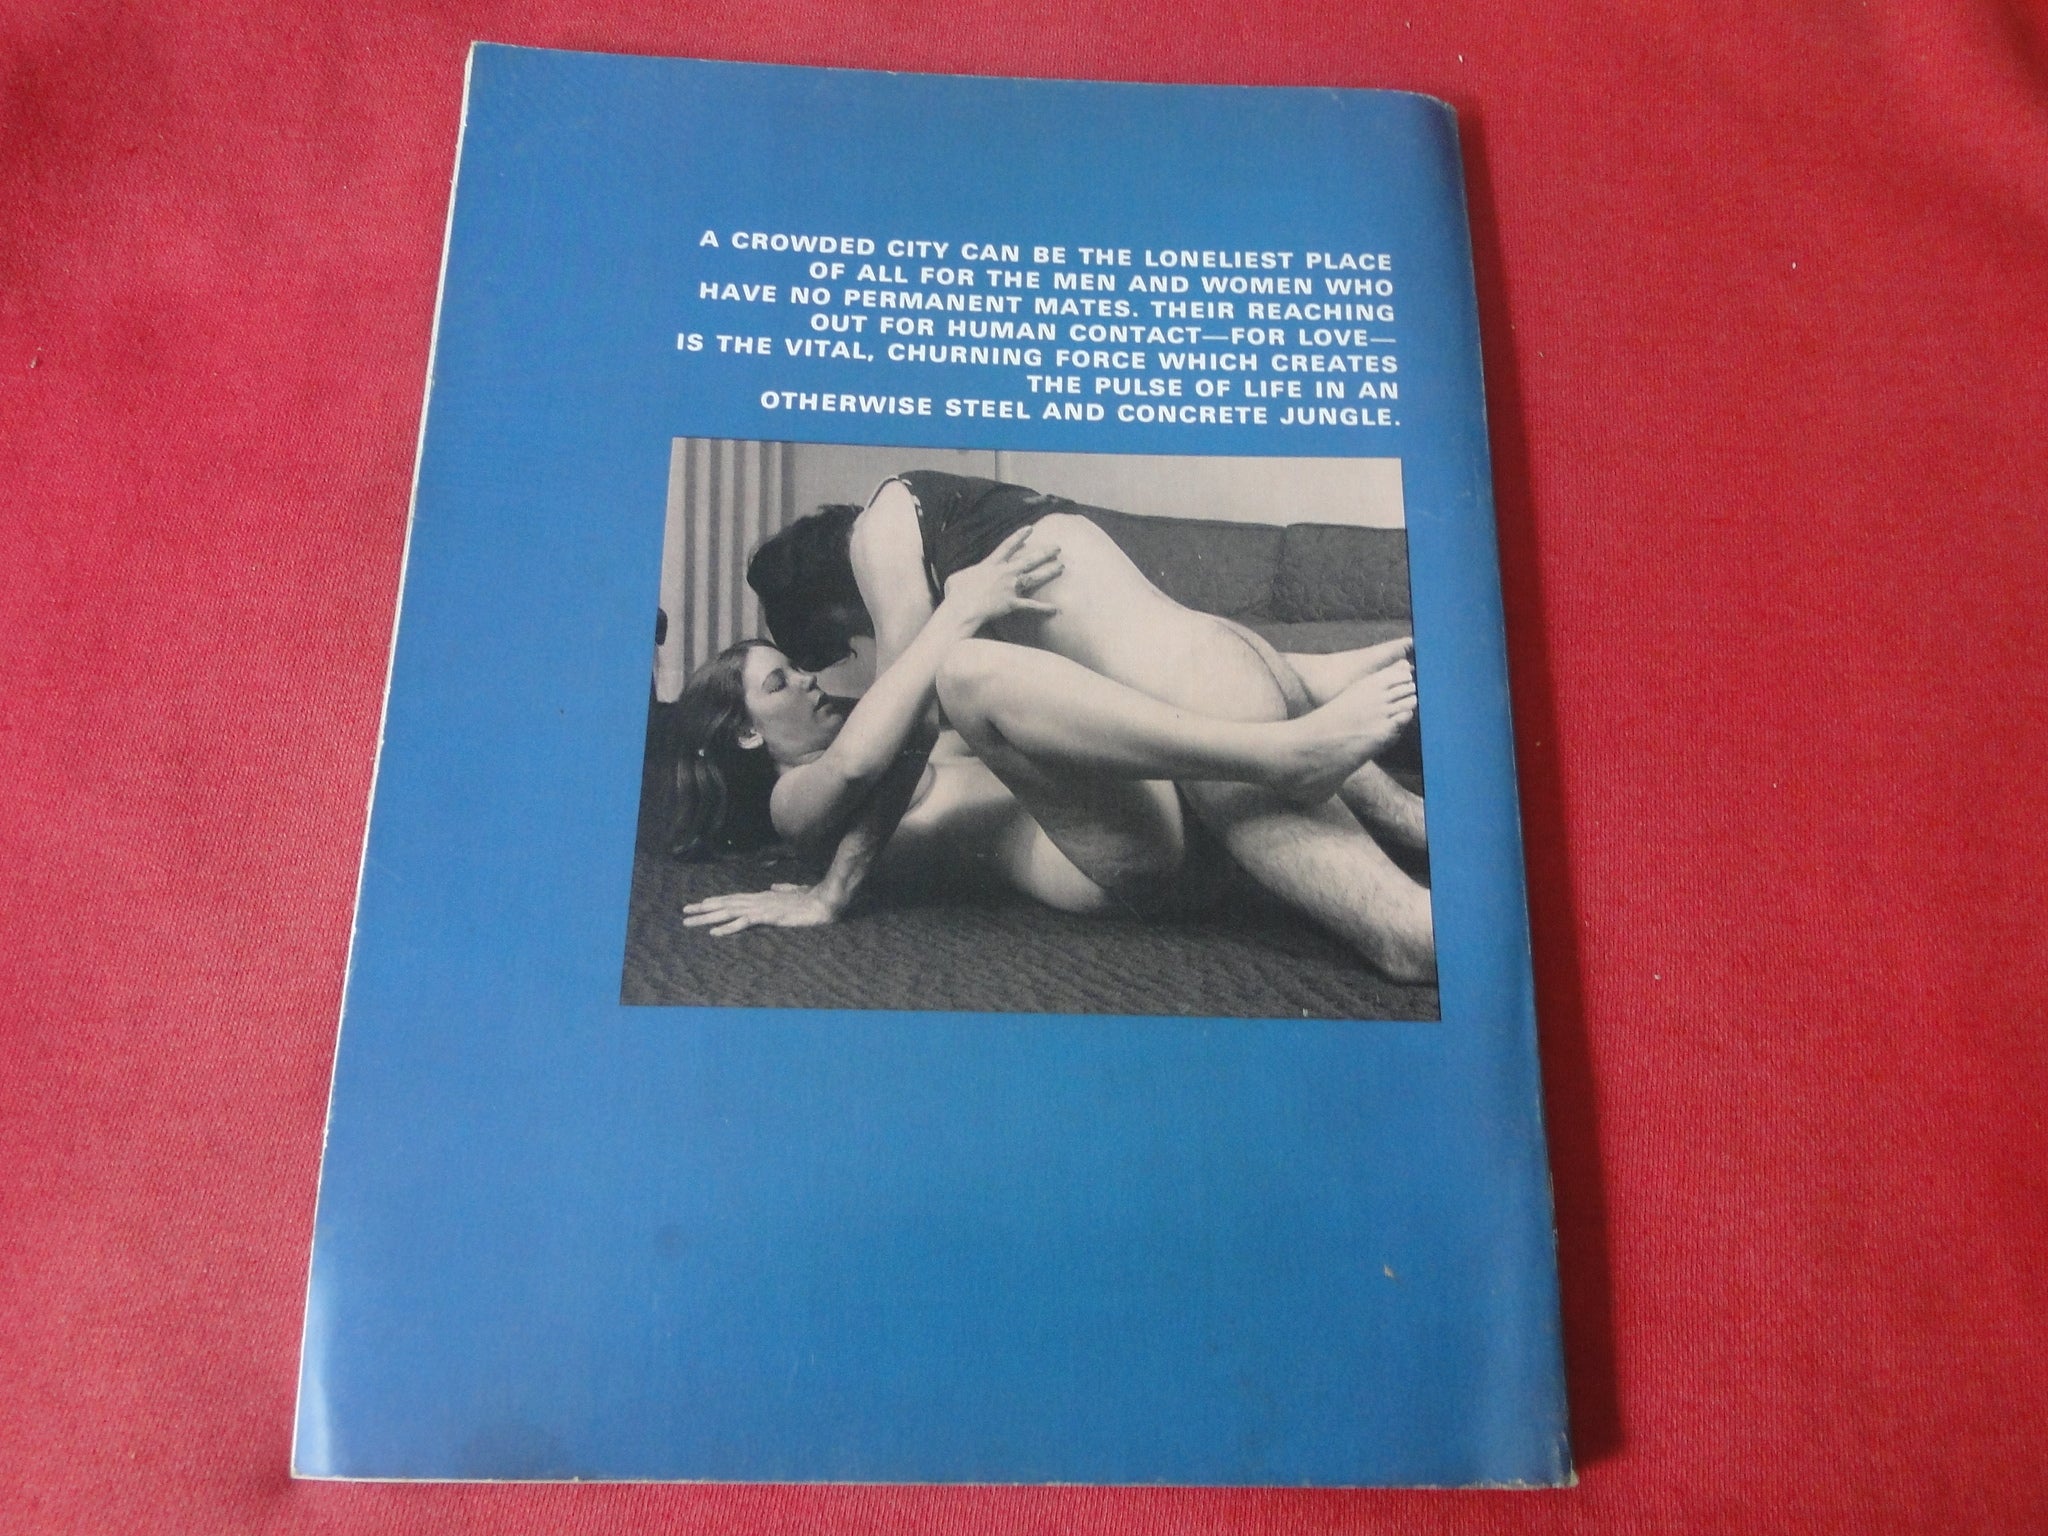 A CROWDED CITY CAN BE THE LONELIEST PLACE
OF ALL FOR THE MEN AND WOMEN WHO
HAVE NO PERMANENT MATES. THEIR REACHING
OUT FOR HUMAN CONTACT—FOR LOVE—
IS THE VITAL, CHURNING FORCE WHICH CREATES
THE PULSE OF LIFE IN AN
OTHERWISE STEEL AND CONCRETE JUNGLE.